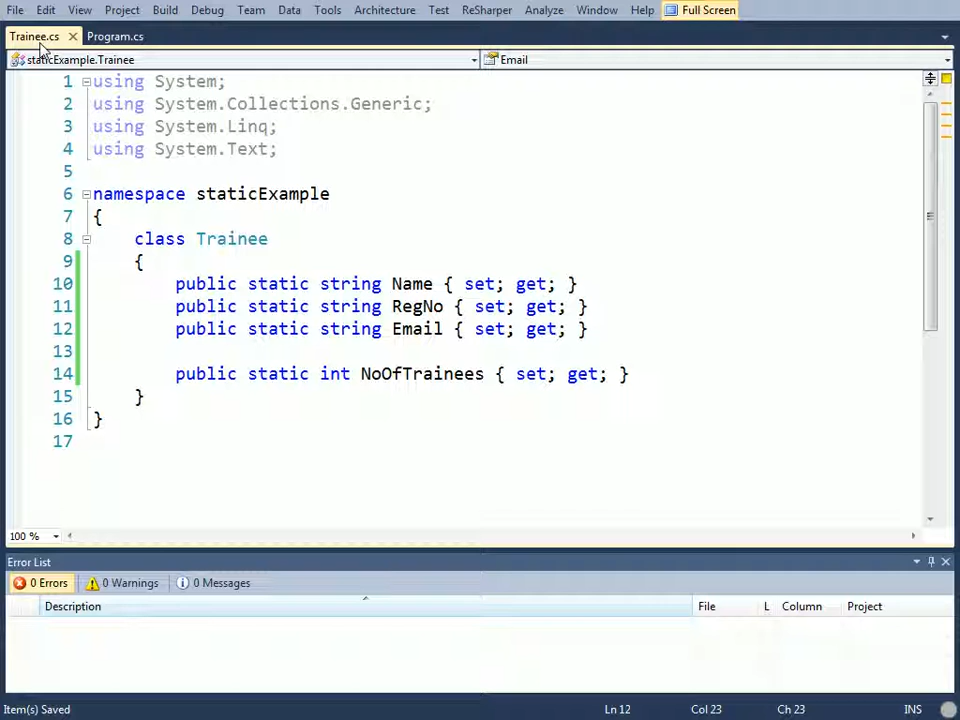 File Edit View Project Build Debug Team Data Tools Architecture Test ReSharper Analyze Window Help Full Screen
Trainee.cs Program.cs
staticExample.Trainee Email
1 using System;
2 using System.Collections.Generic;
3 using System.Linq;
4 using System.Text;
5
6 namespace staticExample
7 {
8 class Trainee
9 {
10 public static string Name { set; get; }
11 public static string RegNo { set; get; }
12 public static string Email { set; get; }
13
14 public static int NoOfTrainees { set; get; }
15 }
16 }
17
100 %
Error List
0 Errors 0 Warnings 0 Messages
Description File L Column Project
Item(s) Saved Ln 12 Col 23 Ch 23 INS